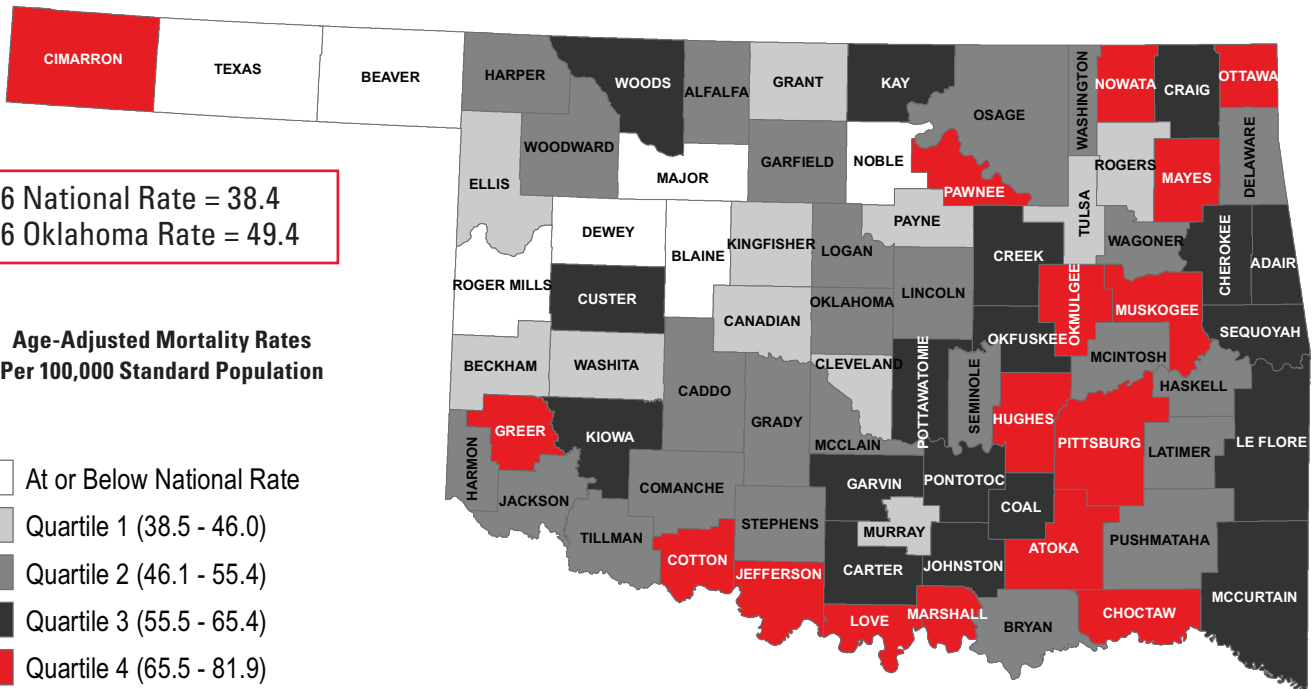 CIMARRON
TEXAS
BEAVER
HARPER
WOODS
ALFALFA
GRANT
KAY
OSAGE
WASHINGTON
NOWATA
CRAIG
OTTAWA
WOODWARD
ELLIS
MAJOR
GARFIELD
NOBLE
PAWNEE
ROGERS
MAYES
DELAWARE
6 National Rate = 38.4
6 Oklahoma Rate = 49.4
DEWEY
BLAINE
KINGFISHER
LOGAN
PAYNE
TULSA
WAGONER
CHEROKEE
ADAIR
CREEK
ROGER MILLS
CUSTER
CANADIAN
OKLAHOMA
LINCOLN
OKMULGEE
MUSKOGEE
SEQUOYAH
Age-Adjusted Mortality Rates
Per 100,000 Standard Population
BECKHAM
WASHITA
CADDO
CLEVELAND
POTTAWATOMIE
SEMINOLE
OKFUSKEE
MCINTOSH
HASKELL
GREER
KIOWA
GRADY
MCCLAIN
HUGHES
PITTSBURG
LATIMER
LE FLORE
HARMON
JACKSON
COMANCHE
GARVIN
PONTOTOC
COAL
TILLMAN
STEPHENS
MURRAY
ATOKA
PUSHMATAHA
COTTON
JEFFERSON
CARTER
JOHNSTON
MCCURTAIN
LOVE
MARSHALL
BRYAN
CHOCTAW
At or Below National Rate
Quartile 1 (38.5 - 46.0)
Quartile 2 (46.1 - 55.4)
Quartile 3 (55.5 - 65.4)
Quartile 4 (65.5 - 81.9)